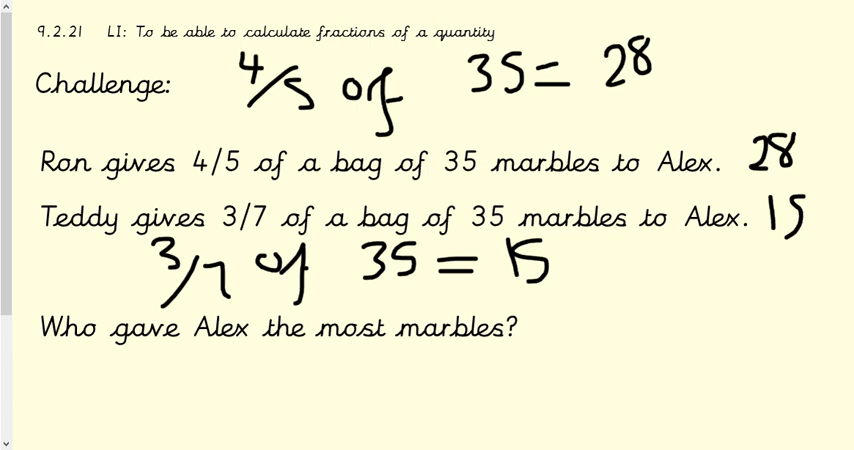 9.2.21 LI: To be able to calculate fractions of a quantity
Challenge: 4/5 of 35 = 28
Ron gives 4/5 of a bag of 35 marbles to Alex. 28
Teddy gives 3/7 of a bag of 35 marbles to Alex. 15
3/7 of 35 = 15
Who gave Alex the most marbles?